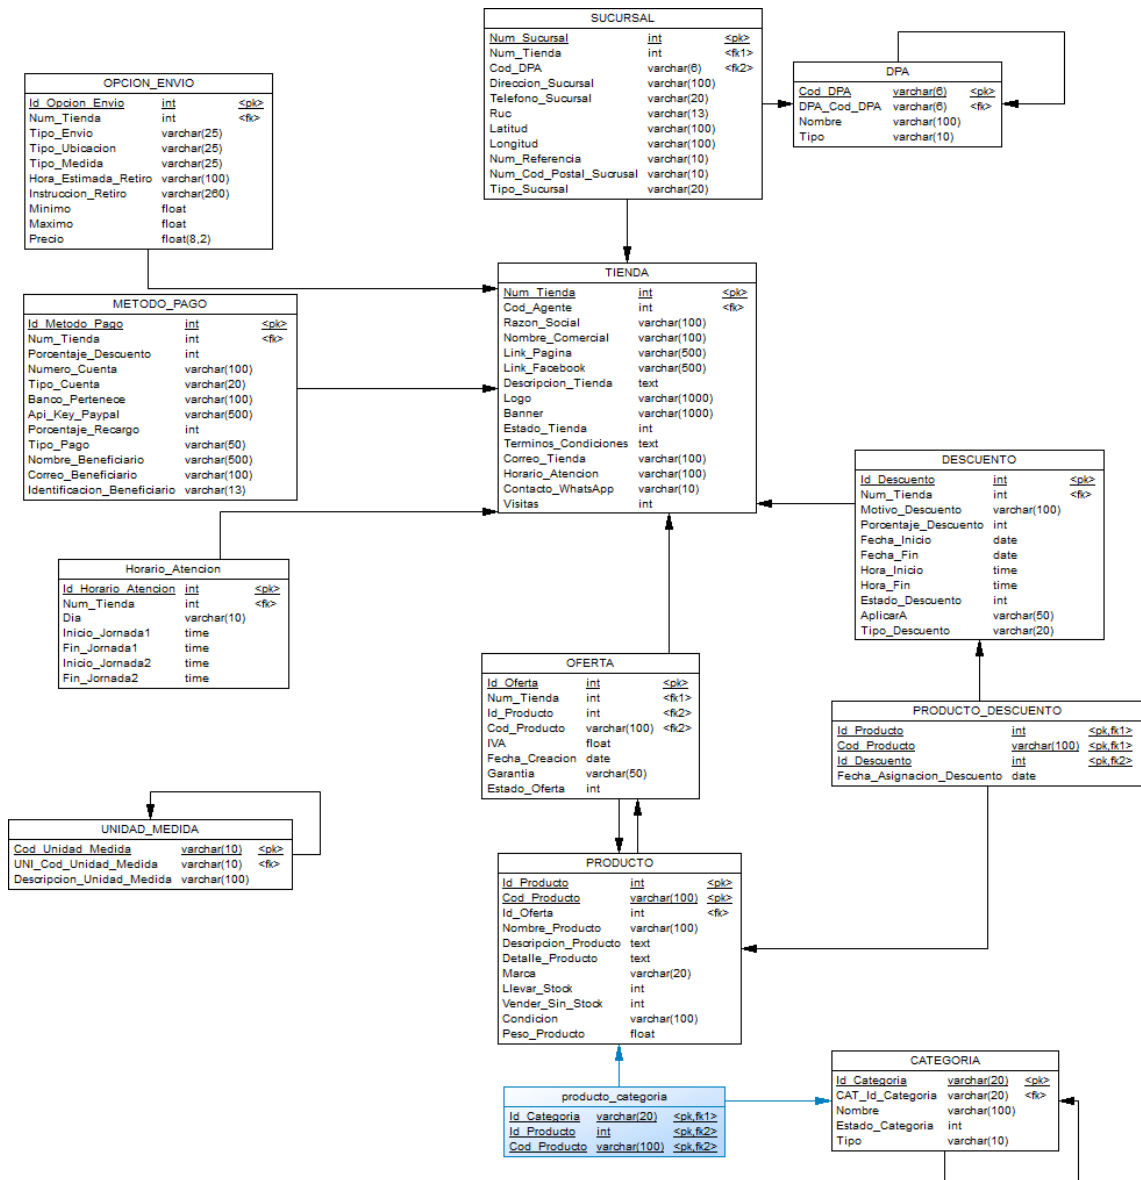 SUCURSAL
Num_Sucursal int <pk>
Num_Tienda int <fk1>
Cod_DPA varchar(6) <fk2>
Direccion_Sucursal varchar(100)
Telefono_Sucursal varchar(20)
Ruc varchar(13)
Latitud varchar(100)
Longitud varchar(100)
Num_Referencia varchar(10)
Num_Cod_Postal_Sucrusal varchar(10)
Tipo_Sucursal varchar(20)
DPA
Cod_DPA varchar(6) <pk>
DPA_Cod_DPA varchar(6) <fk>
Nombre varchar(100)
Tipo varchar(10)
OPCION_ENVIO
Id_Opcion_Envio int <pk>
Num_Tienda int <fk>
Tipo_Envio varchar(25)
Tipo_Ubicacion varchar(25)
Tipo_Medida varchar(25)
Hora_Estimada_Retiro varchar(100)
Instruccion_Retiro varchar(260)
Minimo float
Maximo float
Precio float(8,2)
TIENDA
Num_Tienda int <pk>
Cod_Agente int <fk>
Razon_Social varchar(100)
Nombre_Comercial varchar(100)
Link_Pagina varchar(500)
Link_Facebook varchar(500)
Descripcion_Tienda text
Logo varchar(1000)
Banner varchar(1000)
Estado_Tienda int
Terminos_Condiciones text
Correo_Tienda varchar(100)
Horario_Atencion varchar(100)
Contacto_WhatsApp varchar(10)
Visitas int
METODO_PAGO
Id_Metodo_Pago int <pk>
Num_Tienda int <fk>
Porcentaje_Descuento int
Numero_Cuenta varchar(100)
Tipo_Cuenta varchar(20)
Banco_Pertenece varchar(100)
Api_Key_Paypal varchar(500)
Porcentaje_Recargo int
Tipo_Pago varchar(50)
Nombre_Beneficiario varchar(500)
Correo_Beneficiario varchar(100)
Identificacion_Beneficiario varchar(13)
DESCUENTO
Id_Descuento int <pk>
Num_Tienda int <fk>
Motivo_Descuento varchar(100)
Porcentaje_Descuento int
Fecha_Inicio date
Fecha_Fin date
Hora_Inicio time
Hora_Fin time
Estado_Descuento int
AplicarA varchar(50)
Tipo_Descuento varchar(20)
Horario_Atencion
Id_Horario_Atencion int <pk>
Num_Tienda int <fk>
Dia varchar(10)
Inicio_Jornada1 time
Fin_Jornada1 time
Inicio_Jornada2 time
Fin_Jornada2 time
OFERTA
Id_Oferta int <pk>
Num_Tienda int <fk1>
Id_Producto int <fk2>
Cod_Producto varchar(100) <fk2>
IVA float
Fecha_Creacion date
Garantia varchar(50)
Estado_Oferta int
PRODUCTO_DESCUENTO
Id_Producto int <pk,fk1>
Cod_Producto varchar(100) <pk,fk1>
Id_Descuento int <pk,fk2>
Fecha_Asignacion_Descuento date
UNIDAD_MEDIDA
Cod_Unidad_Medida varchar(10) <pk>
UNI_Cod_Unidad_Medida varchar(10) <fk>
Descripcion_Unidad_Medida varchar(100)
PRODUCTO
Id_Producto int <pk>
Cod_Producto varchar(100) <pk>
Id_Oferta int <fk>
Nombre_Producto varchar(100)
Descripcion_Producto text
Detalle_Producto text
Marca varchar(20)
Llevar_Stock int
Vender_Sin_Stock int
Condicion varchar(100)
Peso_Producto float
CATEGORIA
Id_Categoria varchar(20) <pk>
CAT_Id_Categoria varchar(20) <fk>
Nombre varchar(100)
Estado_Categoria int
Tipo varchar(10)
producto_categoria
Id_Categoria varchar(20) <pk,fk1>
Id_Producto int <pk,fk2>
Cod_Producto varchar(100) <pk,fk2>